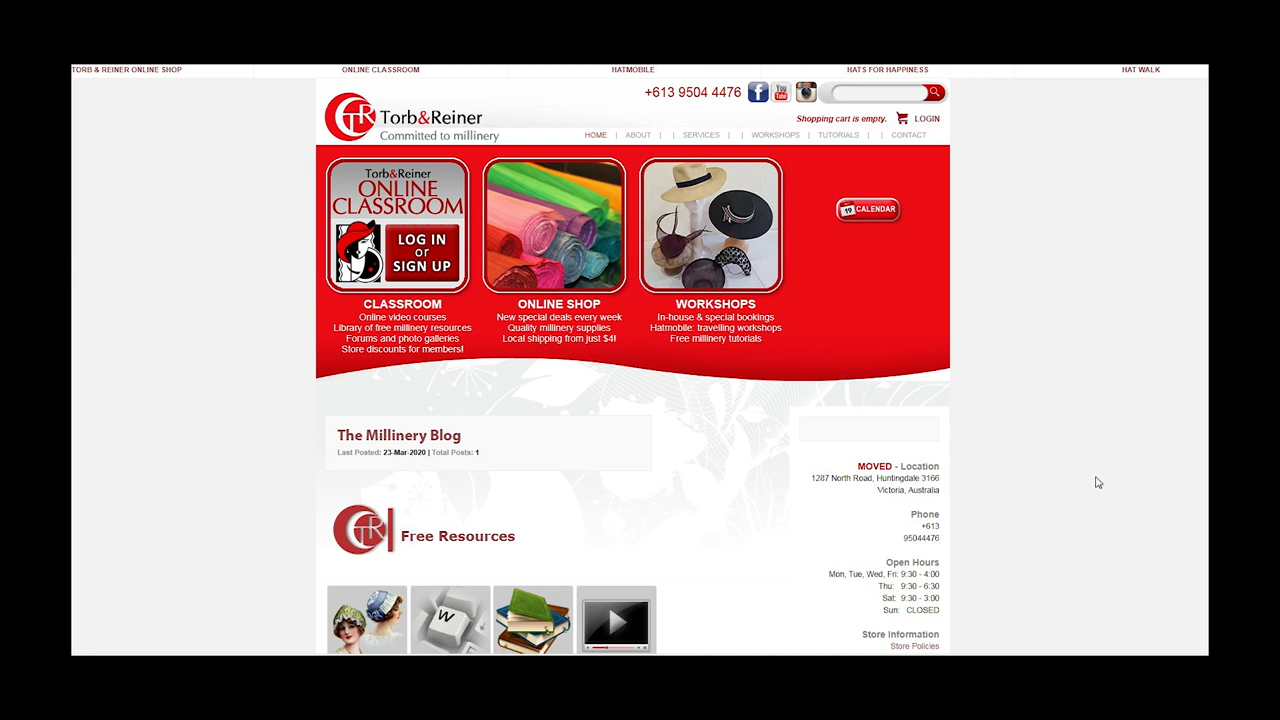 TORB & REINER ONLINE SHOP
ONLINE CLASSROOM
HATMOBILE
HATS FOR HAPPINESS
HAT WALK
+613 9504 4476
You Tube
Torb&Reiner
Committed to millinery
Shopping cart is empty.
LOGIN
HOME | ABOUT | | SERVICES | | WORKSHOPS | TUTORIALS | | CONTACT
Torb&Reiner
ONLINE
CLASSROOM
LOG IN
or
SIGN UP
19 CALENDAR
CLASSROOM
Online video courses
Library of free millinery resources
Forums and photo galleries
Store discounts for members!
ONLINE SHOP
New special deals every week
Quality millinery supplies
Local shipping from just $4!
WORKSHOPS
In-house & special bookings
Hatmobile: travelling workshops
Free millinery tutorials
The Millinery Blog
Last Posted: 23-Mar-2020 | Total Posts: 1
MOVED - Location
1287 North Road, Huntingdale 3166
Victoria, Australia
Phone
+613
95044476
Open Hours
Mon, Tue, Wed, Fri: 9:30 - 4:00
Thu: 9:30 - 6:30
Sat: 9:30 - 3:00
Sun: CLOSED
Store Information
Store Policies
Free Resources
W